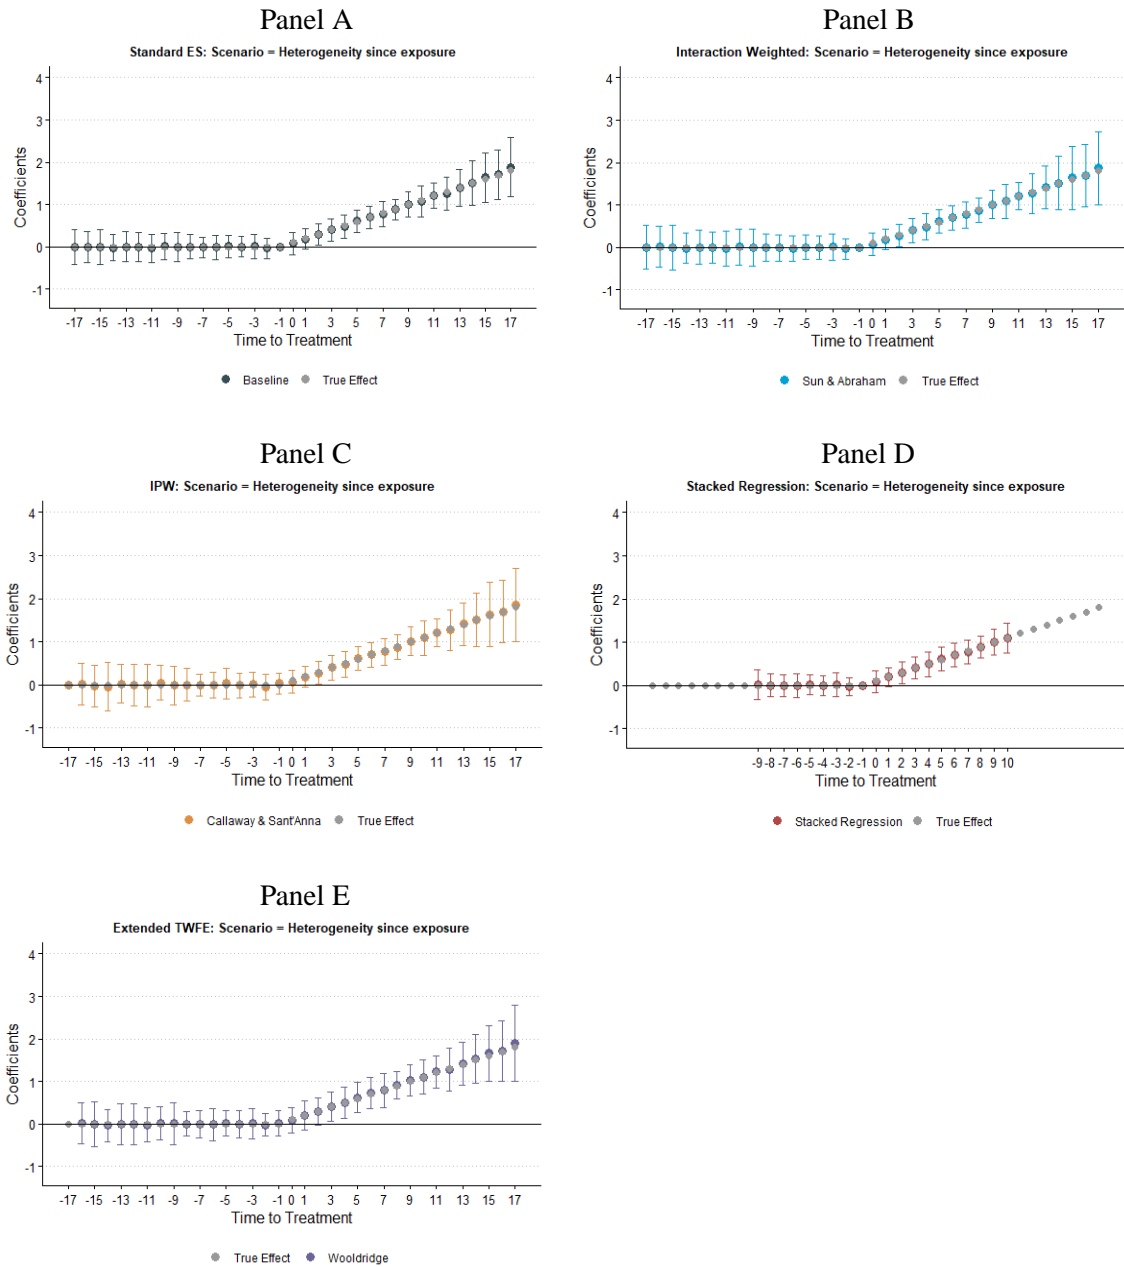 Panel A
Standard ES: Scenario = Heterogeneity since exposure
4
3
2
1
0
-1
Coefficients
-17 -15 -13 -11 -9 -7 -5 -3 -1 0 1 3 5 7 9 11 13 15 17
Time to Treatment
Baseline True Effect
Panel B
Interaction Weighted: Scenario = Heterogeneity since exposure
4
3
2
1
0
-1
Coefficients
-17 -15 -13 -11 -9 -7 -5 -3 -1 0 1 3 5 7 9 11 13 15 17
Time to Treatment
Sun & Abraham True Effect
Panel C
IPW: Scenario = Heterogeneity since exposure
4
3
2
1
0
-1
Coefficients
-17 -15 -13 -11 -9 -7 -5 -3 -1 0 1 3 5 7 9 11 13 15 17
Time to Treatment
Callaway & Sant'Anna True Effect
Panel D
Stacked Regression: Scenario = Heterogeneity since exposure
4
3
2
1
0
-1
Coefficients
-9 -8 -7 -6 -5 -4 -3 -2 -1 0 1 2 3 4 5 6 7 8 9 10
Time to Treatment
Stacked Regression True Effect
Panel E
Extended TWFE: Scenario = Heterogeneity since exposure
4
3
2
1
0
-1
Coefficients
-17 -15 -13 -11 -9 -7 -5 -3 -1 0 1 3 5 7 9 11 13 15 17
Time to Treatment
True Effect Wooldridge